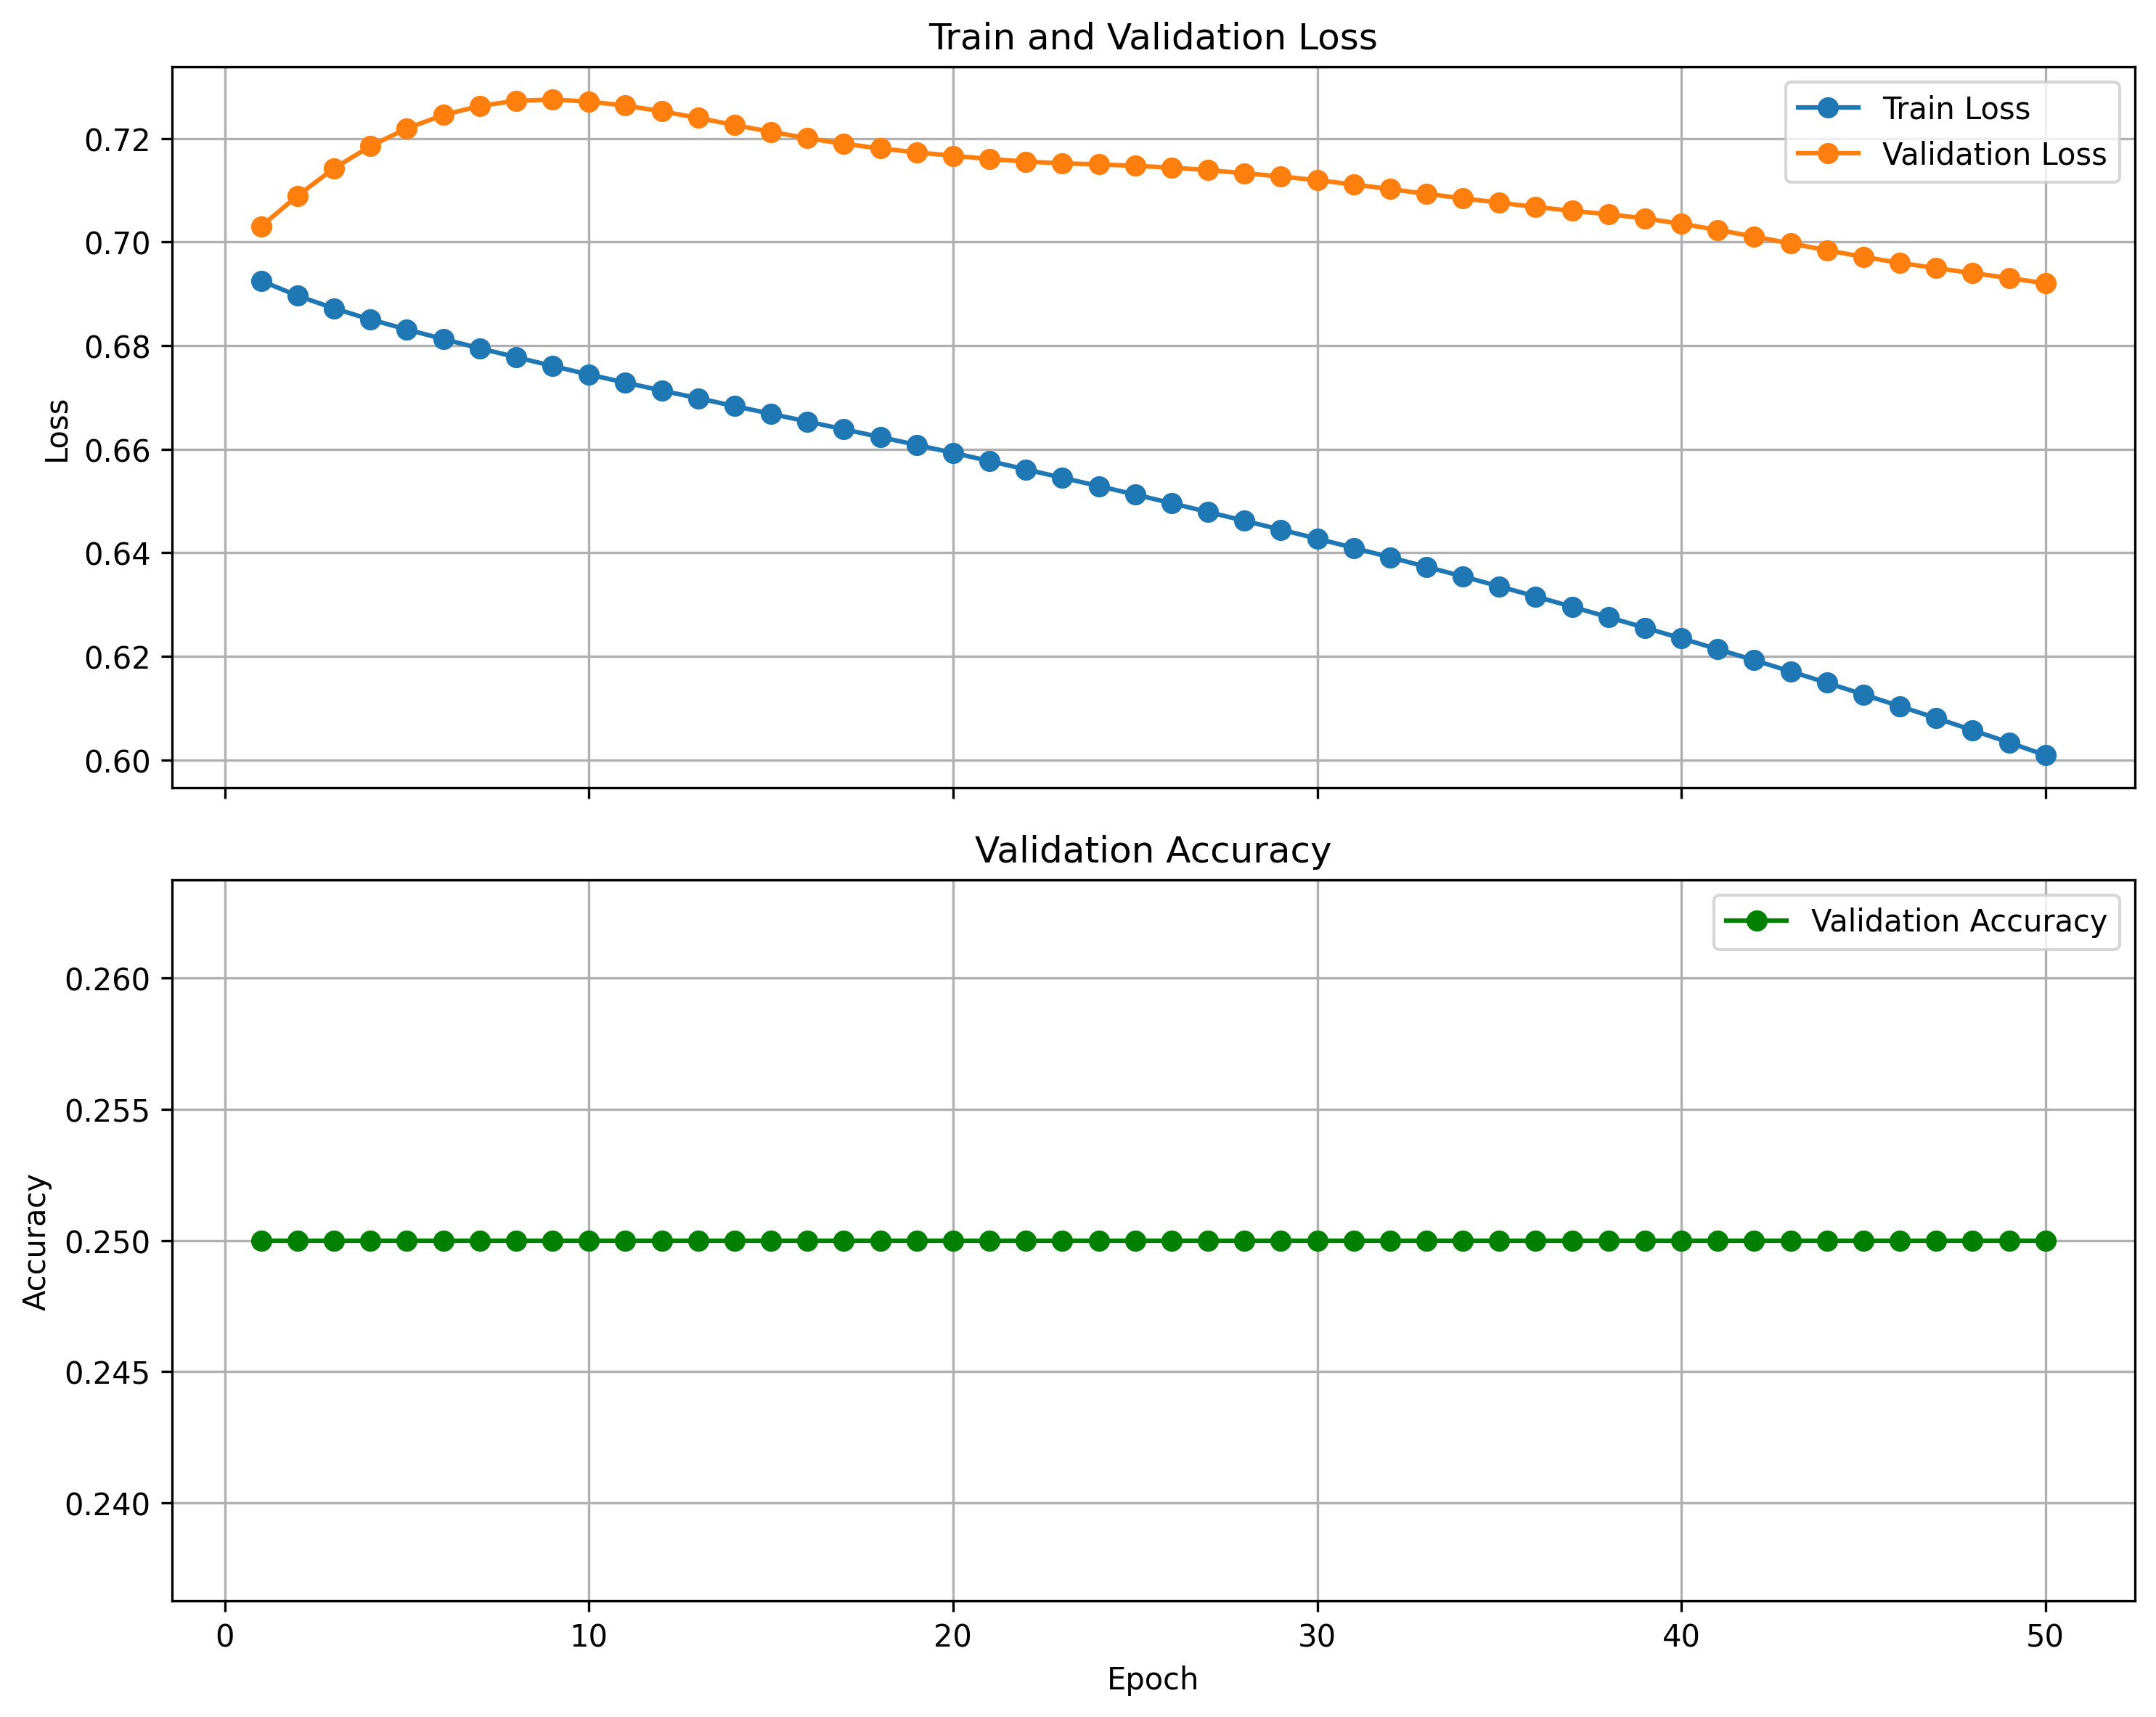 Train and Validation Loss
Train Loss
Validation Loss
Loss
0.72
0.70
0.68
0.66
0.64
0.62
0.60
Validation Accuracy
Validation Accuracy
Accuracy
0.260
0.255
0.250
0.245
0.240
0 10 20 30 40 50
Epoch